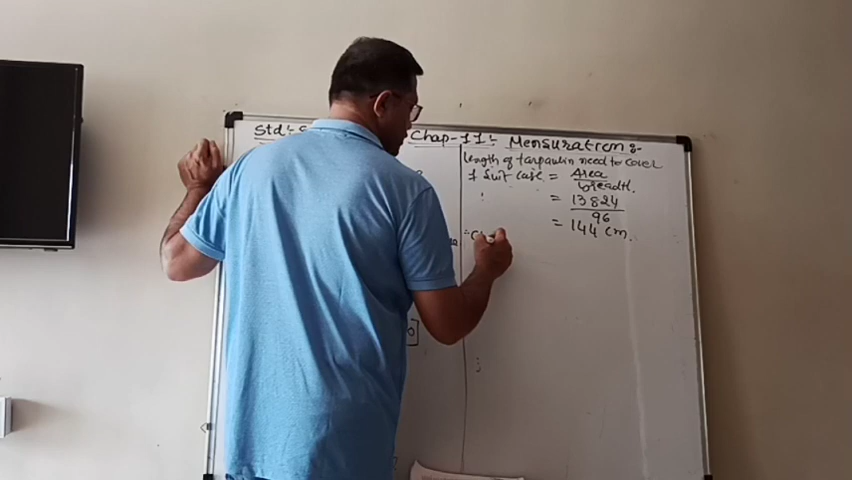 Std:-
Chap-11:- Mensuration:-
length of tarpaulin need to cover
1 Suit case = Area
breadth.
= 13824
96
= 144 cm.